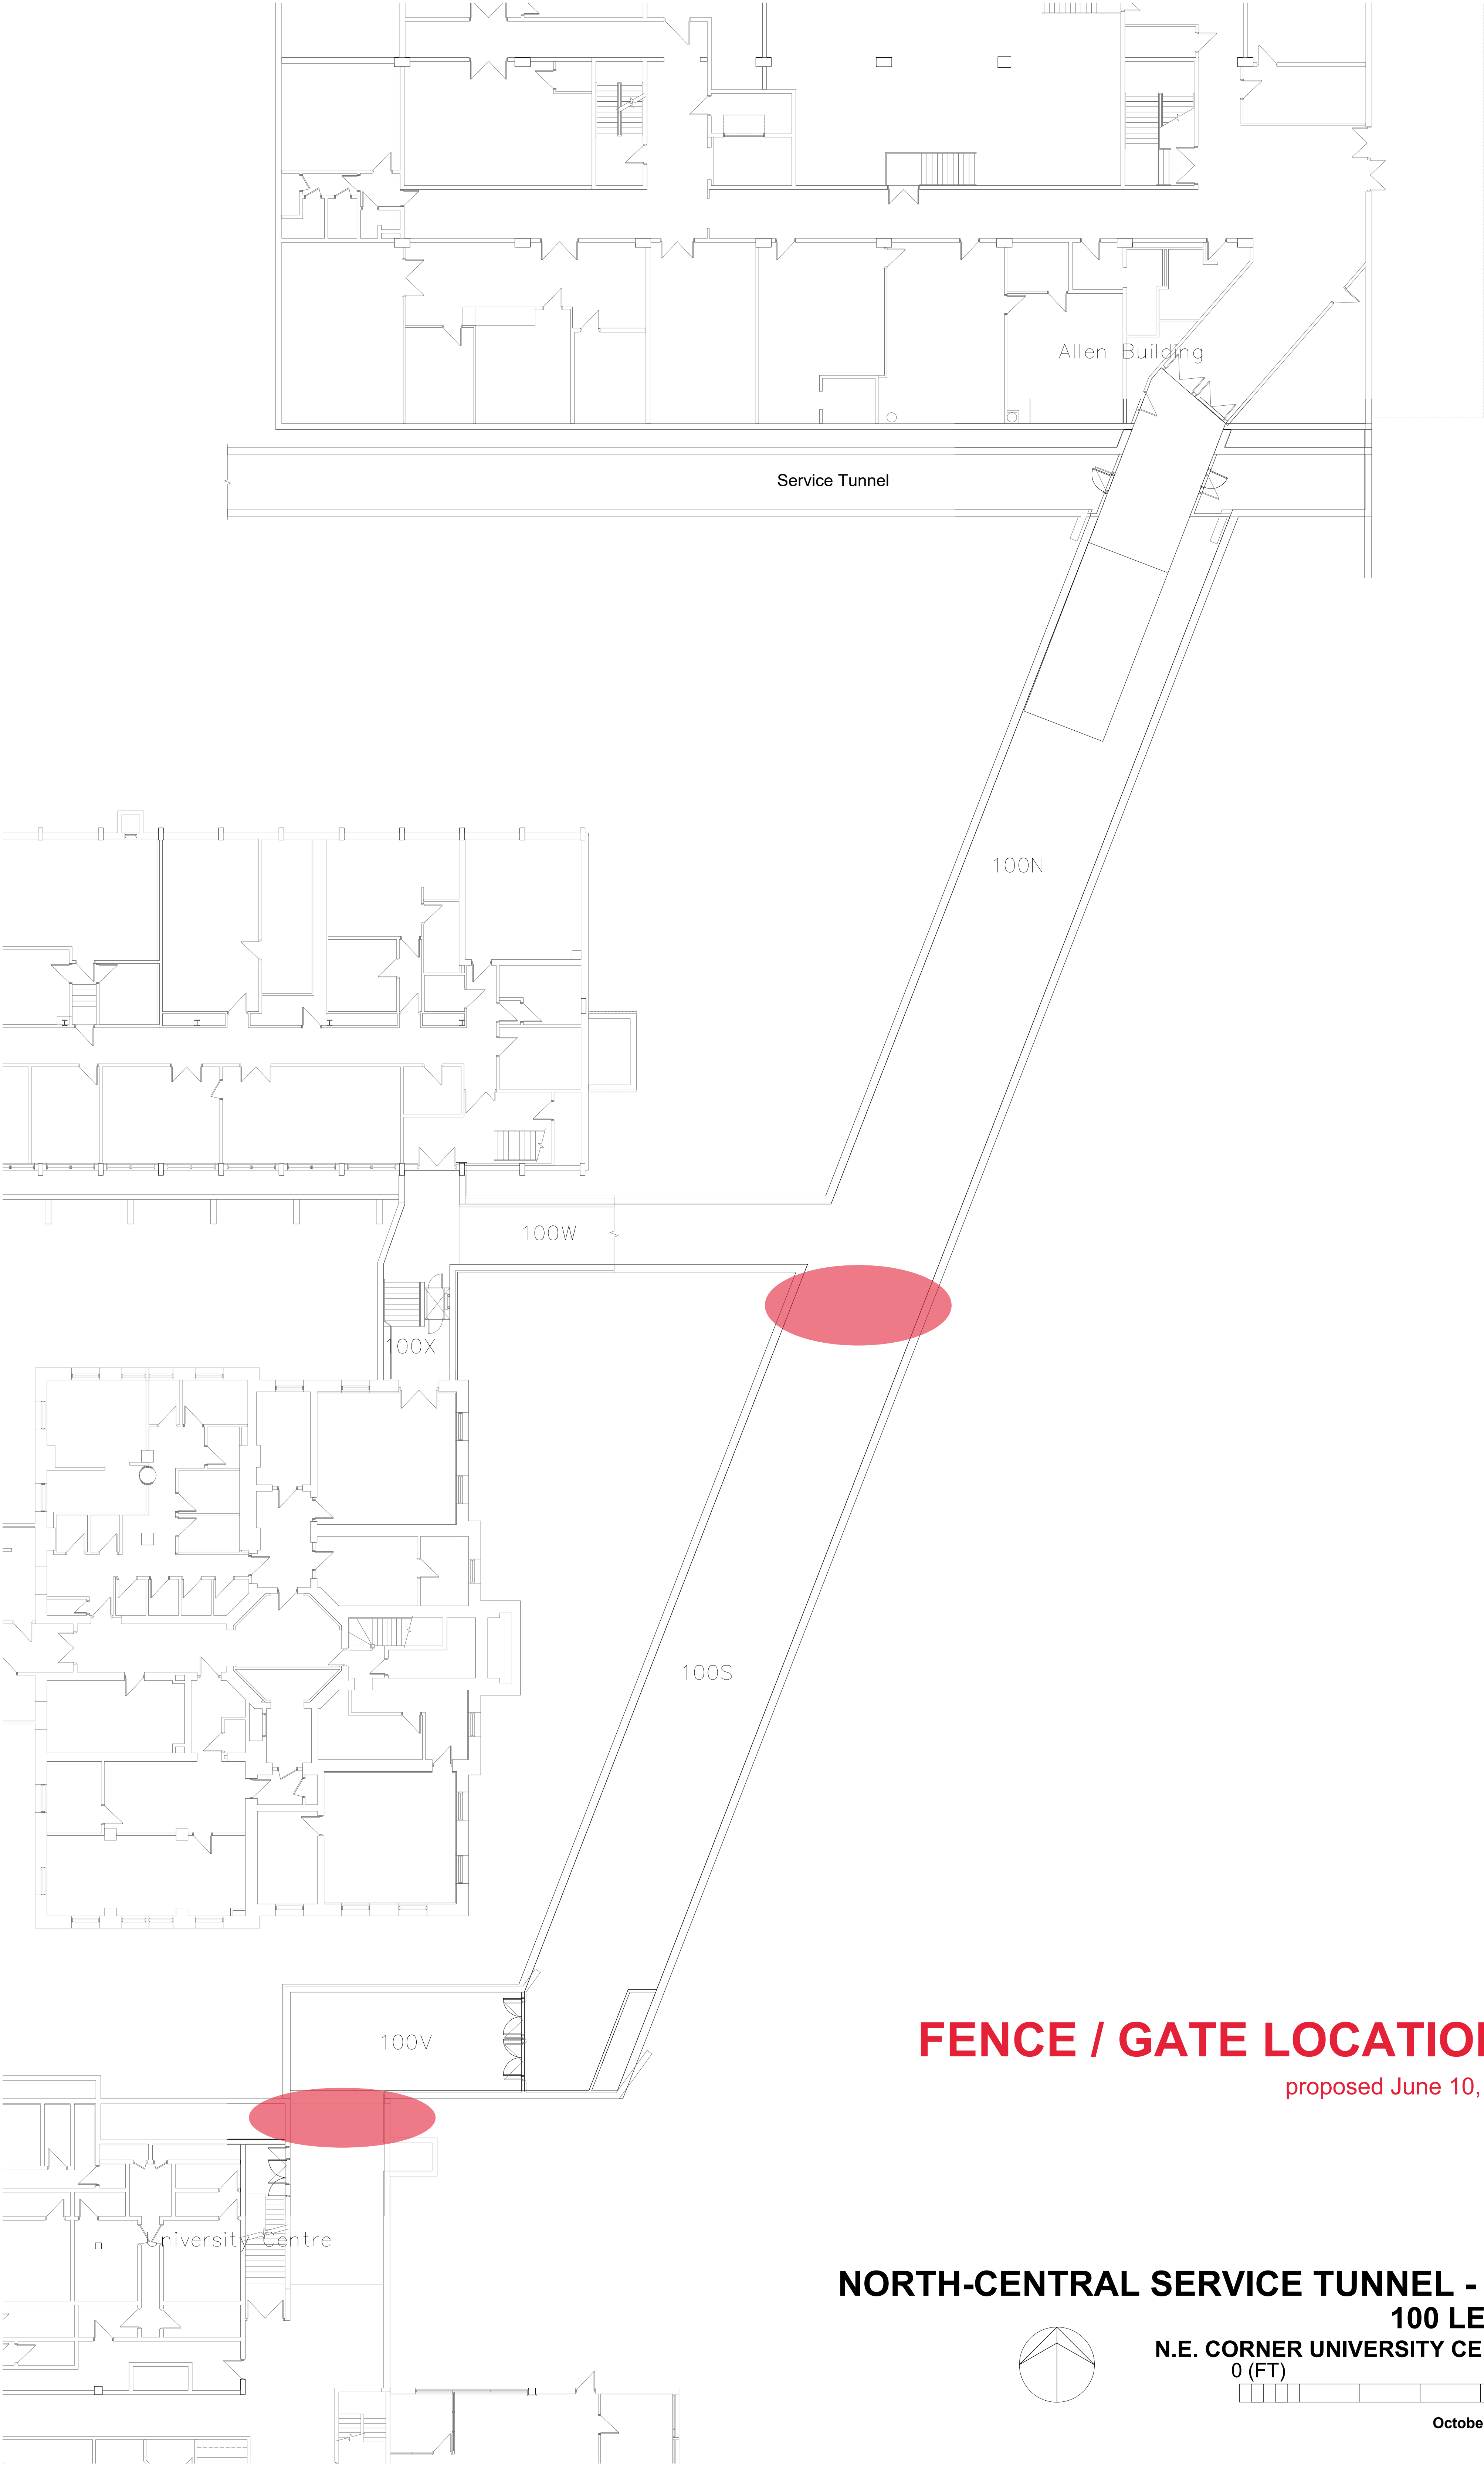 Allen Building
Service Tunnel
100N
100W
100X
100S
100V
FENCE / GATE LOCATION
proposed June 10,
University Centre
NORTH-CENTRAL SERVICE TUNNEL -
100 LE
N.E. CORNER UNIVERSITY CE
0 (FT)
Octobe